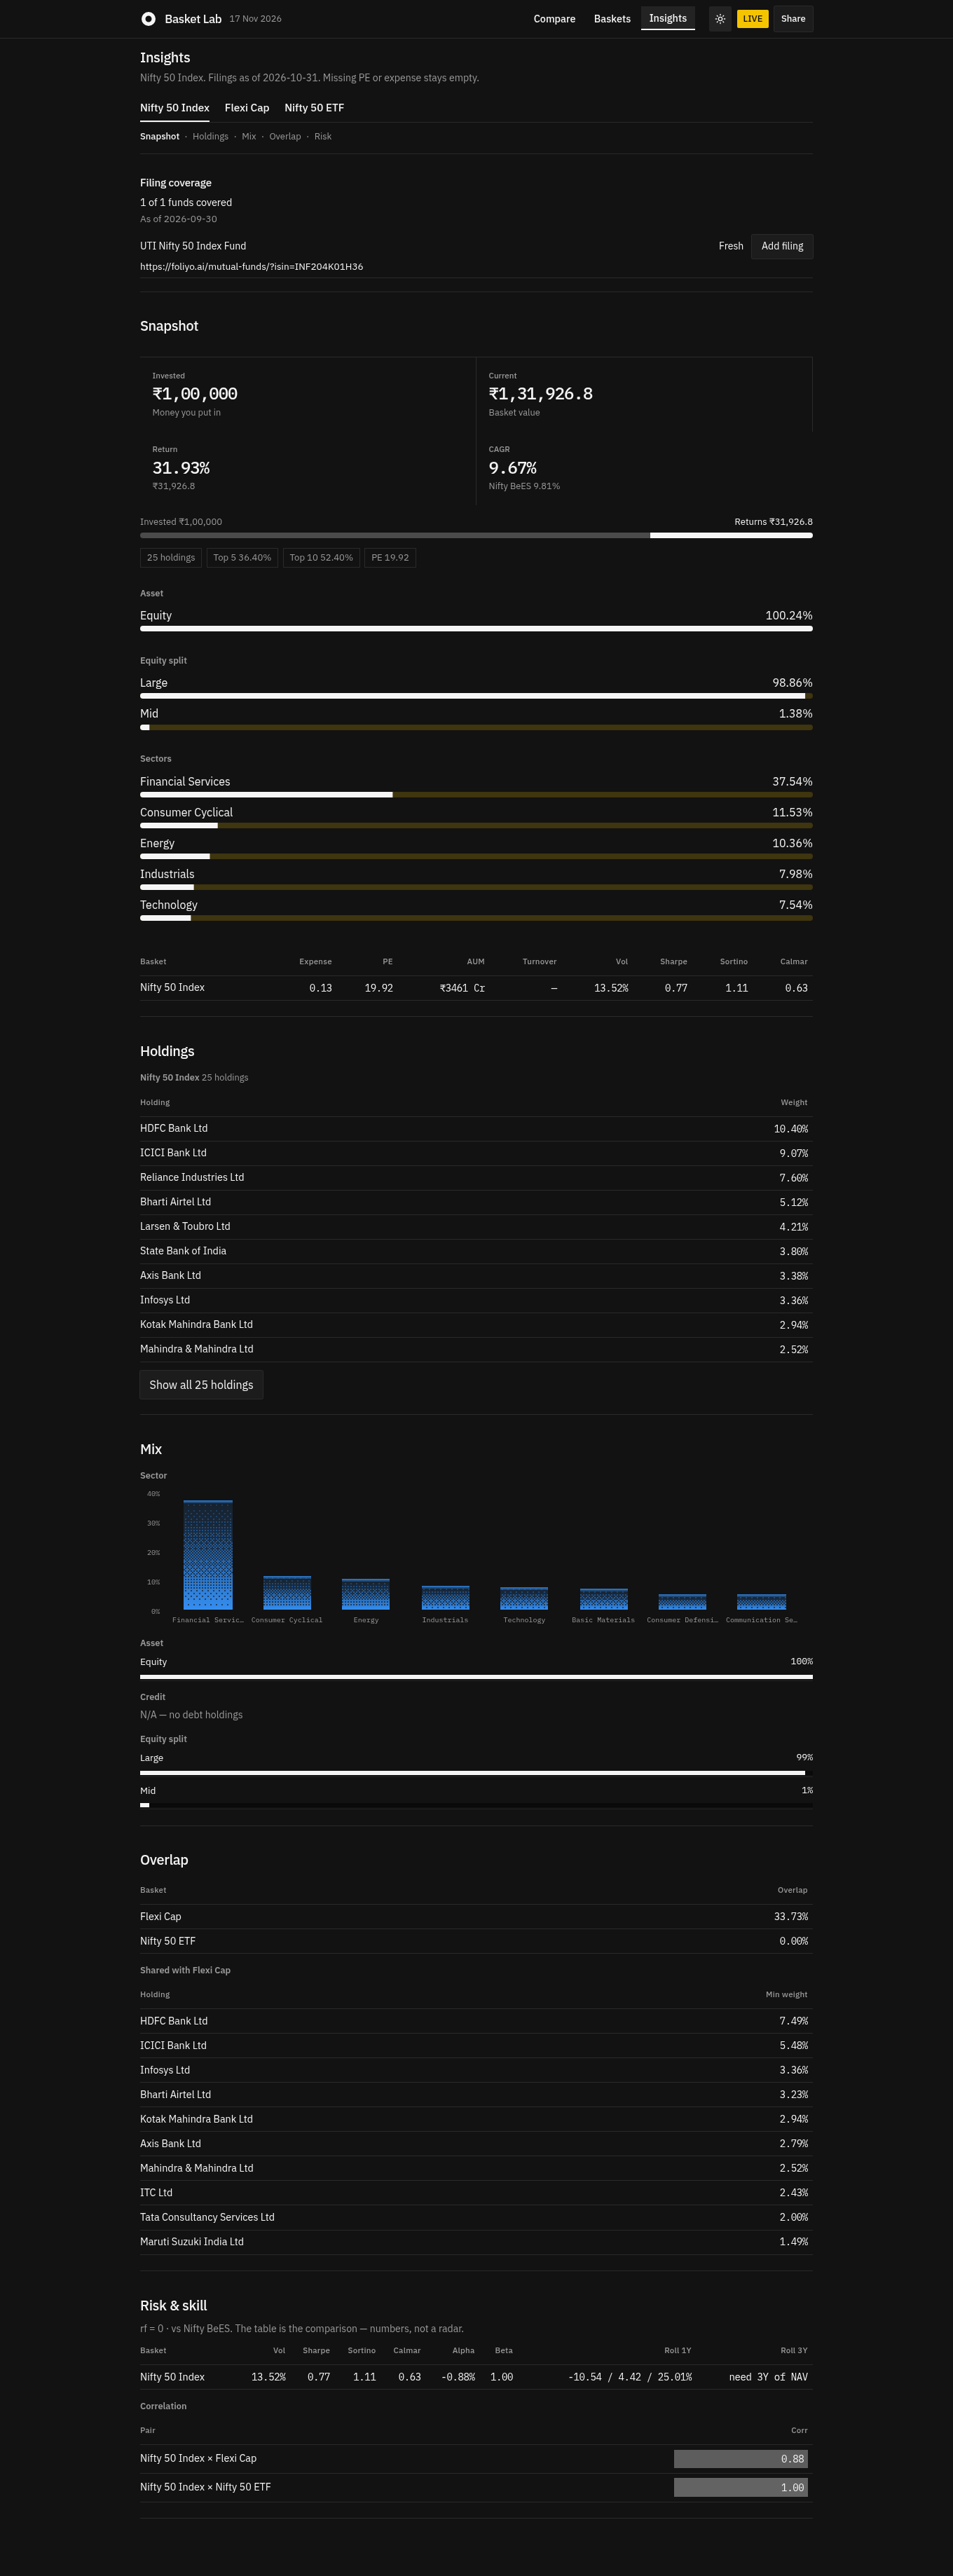 Basket Lab 17 Nov 2026 Compare Baskets Insights LIVE Share
Insights
Nifty 50 Index. Filings as of 2026-10-31. Missing PE or expense stays empty.
Nifty 50 Index Flexi Cap Nifty 50 ETF
Snapshot · Holdings · Mix · Overlap · Risk
Filing coverage
1 of 1 funds covered
As of 2026-09-30
UTI Nifty 50 Index Fund Fresh Add filing
https://foliyo.ai/mutual-funds/?isin=INF204K01H36
Snapshot
Invested
₹1,00,000
Money you put in
Current
₹1,31,926.8
Basket value
Return
31.93%
₹31,926.8
CAGR
9.67%
Nifty BeES 9.81%
Invested ₹1,00,000 Returns ₹31,926.8
25 holdings Top 5 36.40% Top 10 52.40% PE 19.92
Asset
Equity 100.24%
Equity split
Large 98.86%
Mid 1.38%
Sectors
Financial Services 37.54%
Consumer Cyclical 11.53%
Energy 10.36%
Industrials 7.98%
Technology 7.54%
Basket Expense PE AUM Turnover Vol Sharpe Sortino Calmar
Nifty 50 Index 0.13 19.92 ₹3461 Cr — 13.52% 0.77 1.11 0.63
Holdings
Nifty 50 Index 25 holdings
Holding Weight
HDFC Bank Ltd 10.40%
ICICI Bank Ltd 9.07%
Reliance Industries Ltd 7.60%
Bharti Airtel Ltd 5.12%
Larsen & Toubro Ltd 4.21%
State Bank of India 3.80%
Axis Bank Ltd 3.38%
Infosys Ltd 3.36%
Kotak Mahindra Bank Ltd 2.94%
Mahindra & Mahindra Ltd 2.52%
Show all 25 holdings
Mix
Sector
40%
30%
20%
10%
0%
Financial Servic… Consumer Cyclical Energy Industrials Technology Basic Materials Consumer Defensi… Communication Se…
Asset
Equity 100%
Credit
N/A — no debt holdings
Equity split
Large 99%
Mid 1%
Overlap
Basket Overlap
Flexi Cap 33.73%
Nifty 50 ETF 0.00%
Shared with Flexi Cap
Holding Min weight
HDFC Bank Ltd 7.49%
ICICI Bank Ltd 5.48%
Infosys Ltd 3.36%
Bharti Airtel Ltd 3.23%
Kotak Mahindra Bank Ltd 2.94%
Axis Bank Ltd 2.79%
Mahindra & Mahindra Ltd 2.52%
ITC Ltd 2.43%
Tata Consultancy Services Ltd 2.00%
Maruti Suzuki India Ltd 1.49%
Risk & skill
rf = 0 · vs Nifty BeES. The table is the comparison — numbers, not a radar.
Basket Vol Sharpe Sortino Calmar Alpha Beta Roll 1Y Roll 3Y
Nifty 50 Index 13.52% 0.77 1.11 0.63 -0.88% 1.00 -10.54 / 4.42 / 25.01% need 3Y of NAV
Correlation
Pair Corr
Nifty 50 Index × Flexi Cap 0.88
Nifty 50 Index × Nifty 50 ETF 1.00